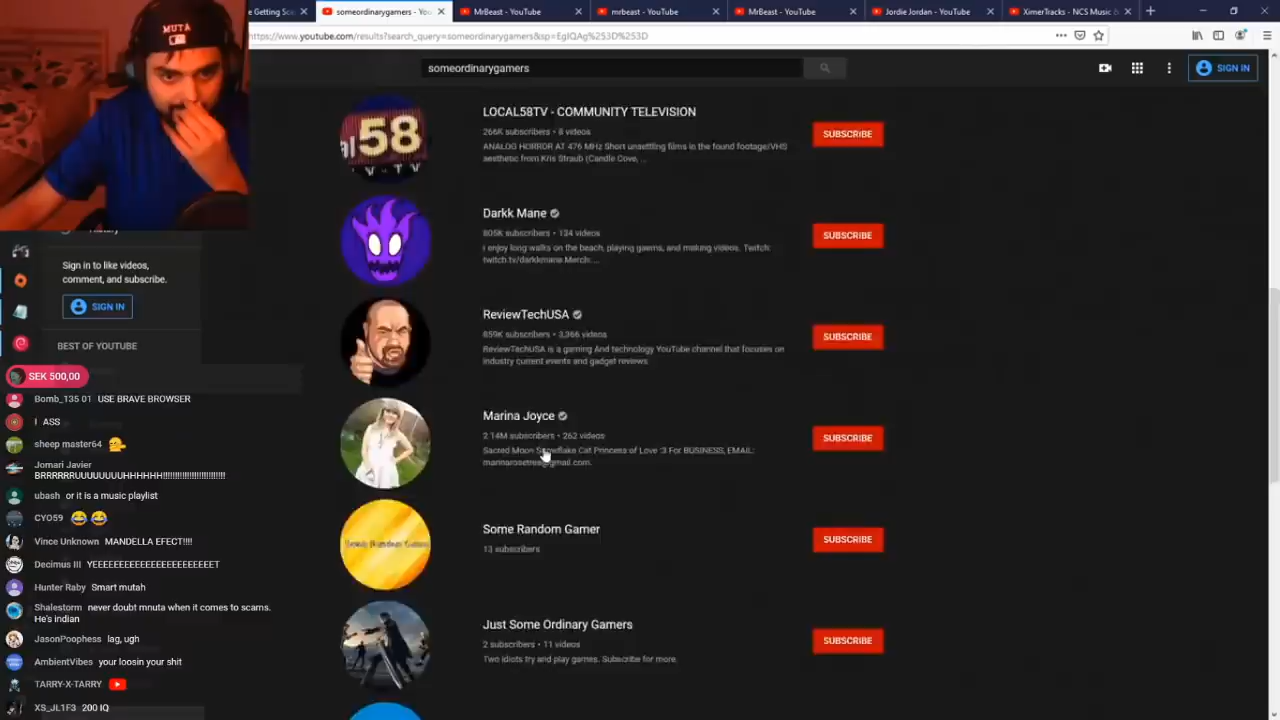 MUTA
e Getting Sca
someordinarygamers - You
MrBeast - YouTube
mrbeast - YouTube
MrBeast - YouTube
Jordie Jordan - YouTube
XimerTracks - NCS Music &
https://www.youtube.com/results?search_query=someordinarygamers&sp=EgIQAg%253D%253D
someordinarygamers
SIGN IN
58
LOCAL58TV - COMMUNITY TELEVISION
266K subscribers • 8 videos
ANALOG HORROR AT 476 MHz Short unsettling films in the found footage/VHS
aesthetic from Kris Straub (Candle Cove, ...
SUBSCRIBE
Darkk Mane
805K subscribers • 124 videos
i enjoy long walks on the beach, playing gaems, and making videos. Twitch:
twitch.tv/darkkmane Merch:...
SUBSCRIBE
ReviewTechUSA
859K subscribers • 3,366 videos
ReviewTechUSA is a gaming And technology YouTube channel that focuses on
industry current events and gadget reviews
SUBSCRIBE
Marina Joyce
2.14M subscribers • 262 videos
Sacred Moon Snowflake Cat Princess of Love :3 For BUSINESS, EMAIL:
SUBSCRIBE
Some Random Gamer
13 subscribers
SUBSCRIBE
Just Some Ordinary Gamers
2 subscribers • 11 videos
Two idiots try and play games. Subscribe for more.
SUBSCRIBE
History
Sign in to like videos,
comment, and subscribe.
SIGN IN
BEST OF YOUTUBE
SEK 500,00
Bomb_135 01 USE BRAVE BROWSER
I ASS
sheep master64
Jomari Javier
BRRRRRUUUUUUUHHHHHH!!!!!!!!!!!!!!!!!!!!!!!!!!!!!!
ubash or it is a music playlist
CYO59 😂 😂
Vince Unknown MANDELLA EFECT!!!!
Decimus III YEEEEEEEEEEEEEEEEEEEEEEET
Hunter Raby Smart mutah
Shalestorm never doubt mnuta when it comes to scams.
He's indian
JasonPoophess lag, ugh
AmbientVibes your loosin your shit
TARRY-X-TARRY
XS_JL1F3 200 IQ